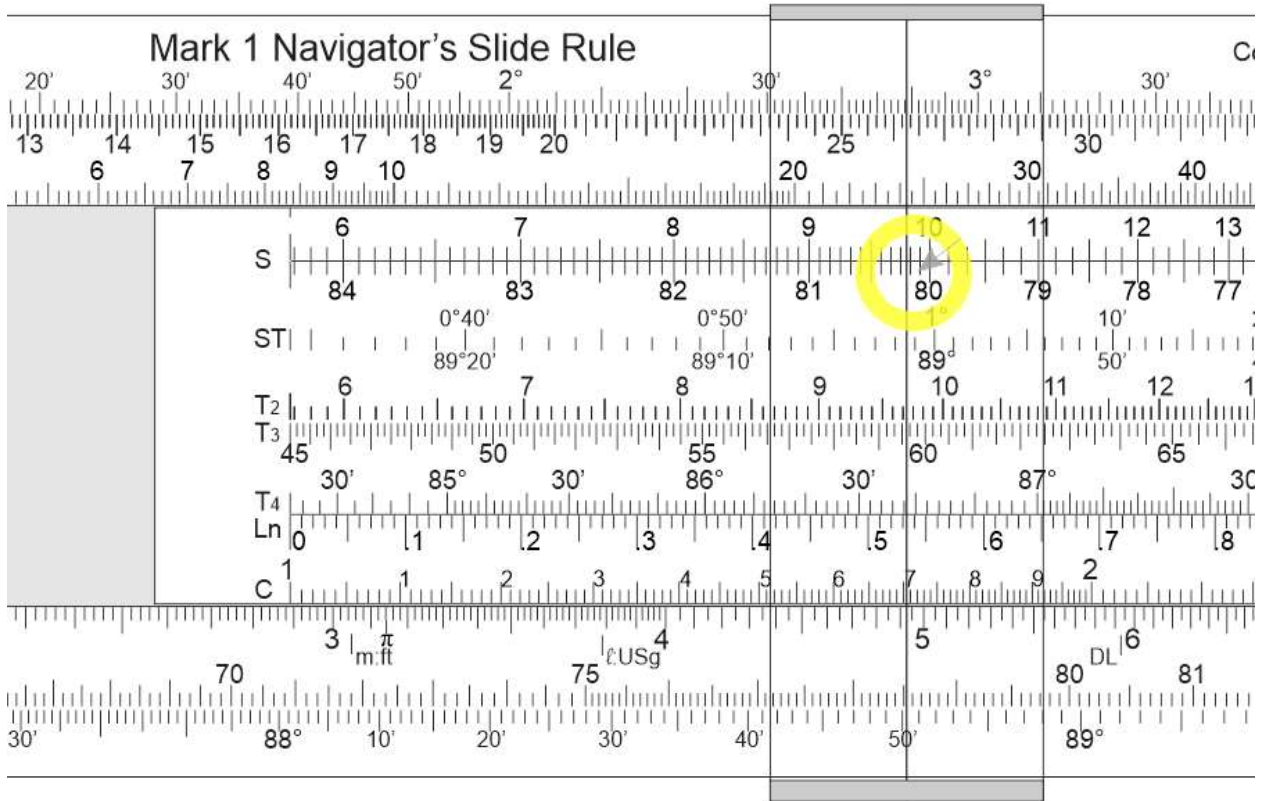 Mark 1 Navigator's Slide Rule Co
20' 30' 40' 50' 2° 30' 3° 30'
13 14 15 16 17 18 19 20 25 30
6 7 8 9 10 20 30 40
6 7 8 9 10 11 12 13
S
84 83 82 81 80 79 78 77
0°40' 0°50' 1° 10'
ST
89°20' 89°10' 89° 50'
6 7 8 9 10 11 12 1
T2
T3
45 50 55 60 65
30' 85° 30' 86° 30' 87° 30
T4
Ln 0 .1 .2 .3 .4 .5 .6 .7 .8
1 1 2 3 4 5 6 7 8 9 2
C
3 π 4 5 6
m:ft ℓ:USg DL
70 75 80 81
30' 88° 10' 20' 30' 40' 50' 89°